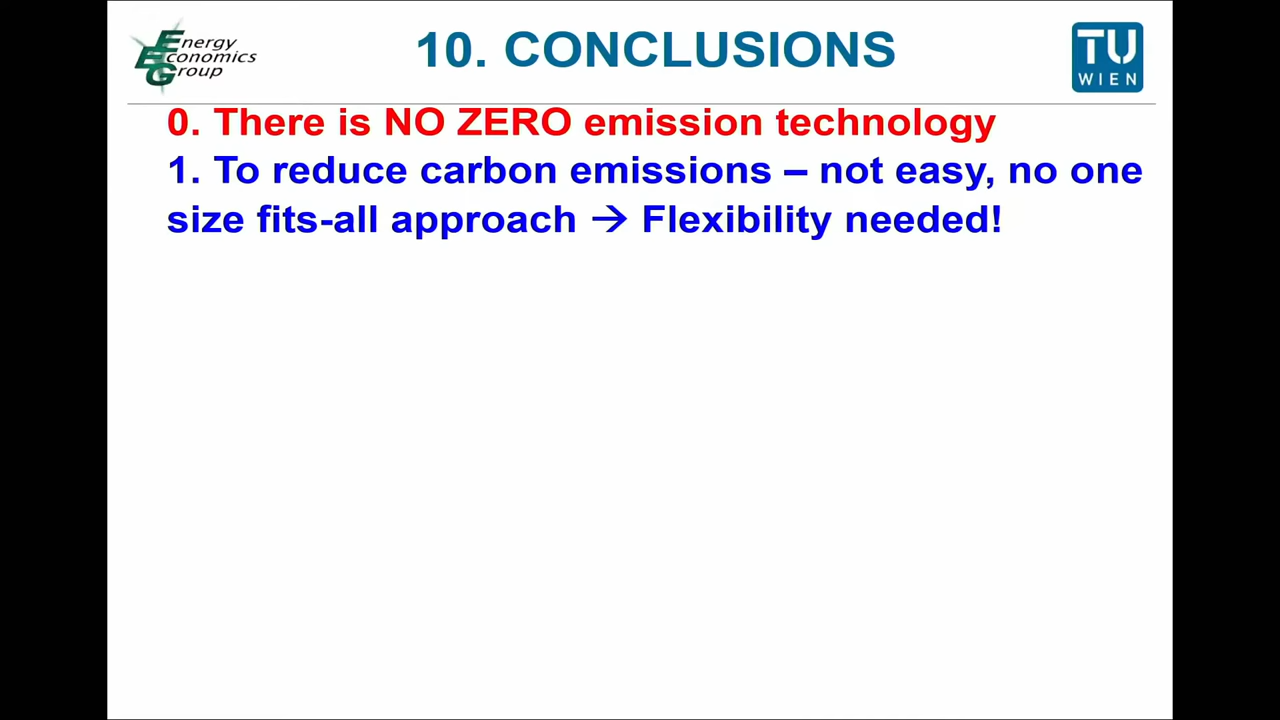 Energy
Economics
Group
10. CONCLUSIONS
TU
WIEN
0. There is NO ZERO emission technology
1. To reduce carbon emissions – not easy, no one
size fits-all approach → Flexibility needed!